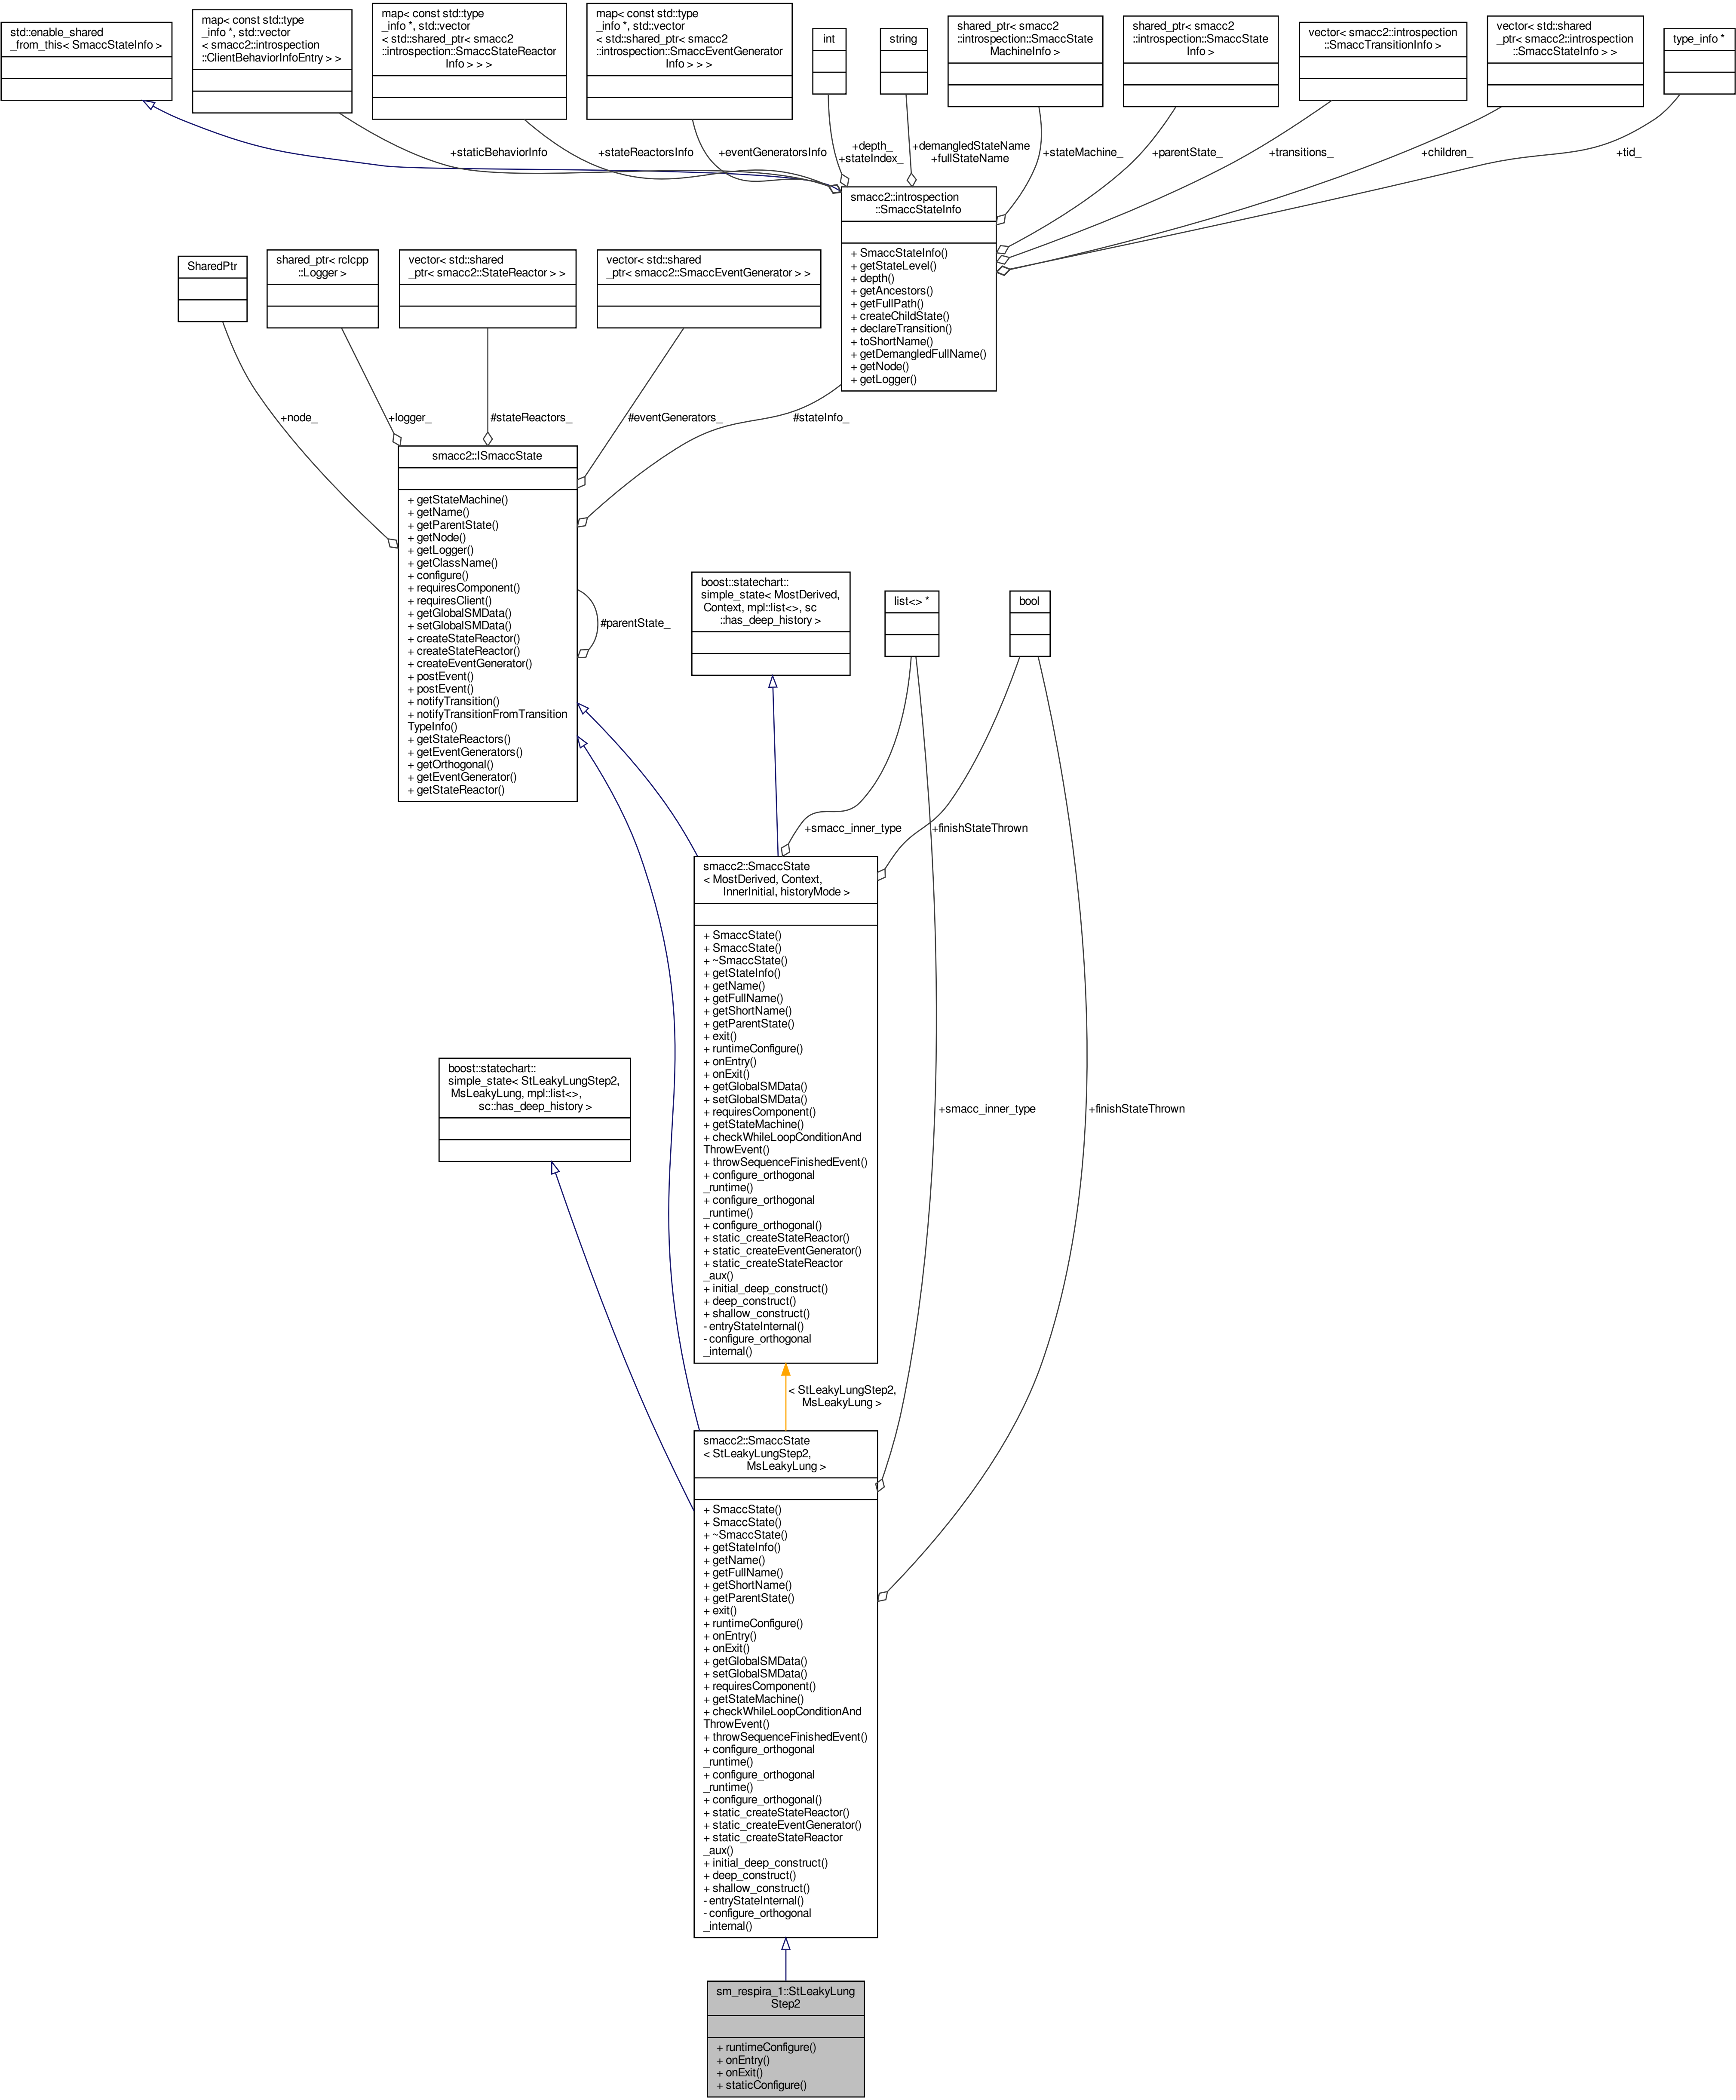 std::enable_shared
_from_this< SmaccStateInfo >
map< const std::type
_info *, std::vector
< smacc2::introspection
::ClientBehaviorInfoEntry > >
map< const std::type
_info *, std::vector
< std::shared_ptr< smacc2
::introspection::SmaccStateReactor
Info > > >
map< const std::type
_info *, std::vector
< std::shared_ptr< smacc2
::introspection::SmaccEventGenerator
Info > > >
int
string
shared_ptr< smacc2
::introspection::SmaccState
MachineInfo >
shared_ptr< smacc2
::introspection::SmaccState
Info >
vector< smacc2::introspection
::SmaccTransitionInfo >
vector< std::shared
_ptr< smacc2::introspection
::SmaccStateInfo > >
type_info *
+staticBehaviorInfo
+stateReactorsInfo
+eventGeneratorsInfo
+depth_
+stateIndex_
+demangledStateName
+fullStateName
+stateMachine_
+parentState_
+transitions_
+children_
+tid_
smacc2::introspection
::SmaccStateInfo
+ SmaccStateInfo()
+ getStateLevel()
+ depth()
+ getAncestors()
+ getFullPath()
+ createChildState()
+ declareTransition()
+ toShortName()
+ getDemangledFullName()
+ getNode()
+ getLogger()
SharedPtr
shared_ptr< rclcpp
::Logger >
vector< std::shared
_ptr< smacc2::StateReactor > >
vector< std::shared
_ptr< smacc2::SmaccEventGenerator > >
+node_
+logger_
#stateReactors_
#eventGenerators_
#stateInfo_
smacc2::ISmaccState
+ getStateMachine()
+ getName()
+ getParentState()
+ getNode()
+ getLogger()
+ getClassName()
+ configure()
+ requiresComponent()
+ requiresClient()
+ getGlobalSMData()
+ setGlobalSMData()
+ createStateReactor()
+ createStateReactor()
+ createEventGenerator()
+ postEvent()
+ postEvent()
+ notifyTransition()
+ notifyTransitionFromTransition
TypeInfo()
+ getStateReactors()
+ getEventGenerators()
+ getOrthogonal()
+ getEventGenerator()
+ getStateReactor()
#parentState_
boost::statechart::
simple_state< MostDerived,
Context, mpl::list<>, sc
::has_deep_history >
list<> *
bool
+smacc_inner_type
+finishStateThrown
smacc2::SmaccState
< MostDerived, Context,
InnerInitial, historyMode >
+ SmaccState()
+ SmaccState()
+ ~SmaccState()
+ getStateInfo()
+ getName()
+ getFullName()
+ getShortName()
+ getParentState()
+ exit()
+ runtimeConfigure()
+ onEntry()
+ onExit()
+ getGlobalSMData()
+ setGlobalSMData()
+ requiresComponent()
+ getStateMachine()
+ checkWhileLoopConditionAnd
ThrowEvent()
+ throwSequenceFinishedEvent()
+ configure_orthogonal
_runtime()
+ configure_orthogonal
_runtime()
+ configure_orthogonal()
+ static_createStateReactor()
+ static_createEventGenerator()
+ static_createStateReactor
_aux()
+ initial_deep_construct()
+ deep_construct()
+ shallow_construct()
- entryStateInternal()
- configure_orthogonal
_internal()
boost::statechart::
simple_state< StLeakyLungStep2,
MsLeakyLung, mpl::list<>,
sc::has_deep_history >
+smacc_inner_type
+finishStateThrown
< StLeakyLungStep2,
MsLeakyLung >
smacc2::SmaccState
< StLeakyLungStep2,
MsLeakyLung >
+ SmaccState()
+ SmaccState()
+ ~SmaccState()
+ getStateInfo()
+ getName()
+ getFullName()
+ getShortName()
+ getParentState()
+ exit()
+ runtimeConfigure()
+ onEntry()
+ onExit()
+ getGlobalSMData()
+ setGlobalSMData()
+ requiresComponent()
+ getStateMachine()
+ checkWhileLoopConditionAnd
ThrowEvent()
+ throwSequenceFinishedEvent()
+ configure_orthogonal
_runtime()
+ configure_orthogonal
_runtime()
+ configure_orthogonal()
+ static_createStateReactor()
+ static_createEventGenerator()
+ static_createStateReactor
_aux()
+ initial_deep_construct()
+ deep_construct()
+ shallow_construct()
- entryStateInternal()
- configure_orthogonal
_internal()
sm_respira_1::StLeakyLung
Step2
+ runtimeConfigure()
+ onEntry()
+ onExit()
+ staticConfigure()